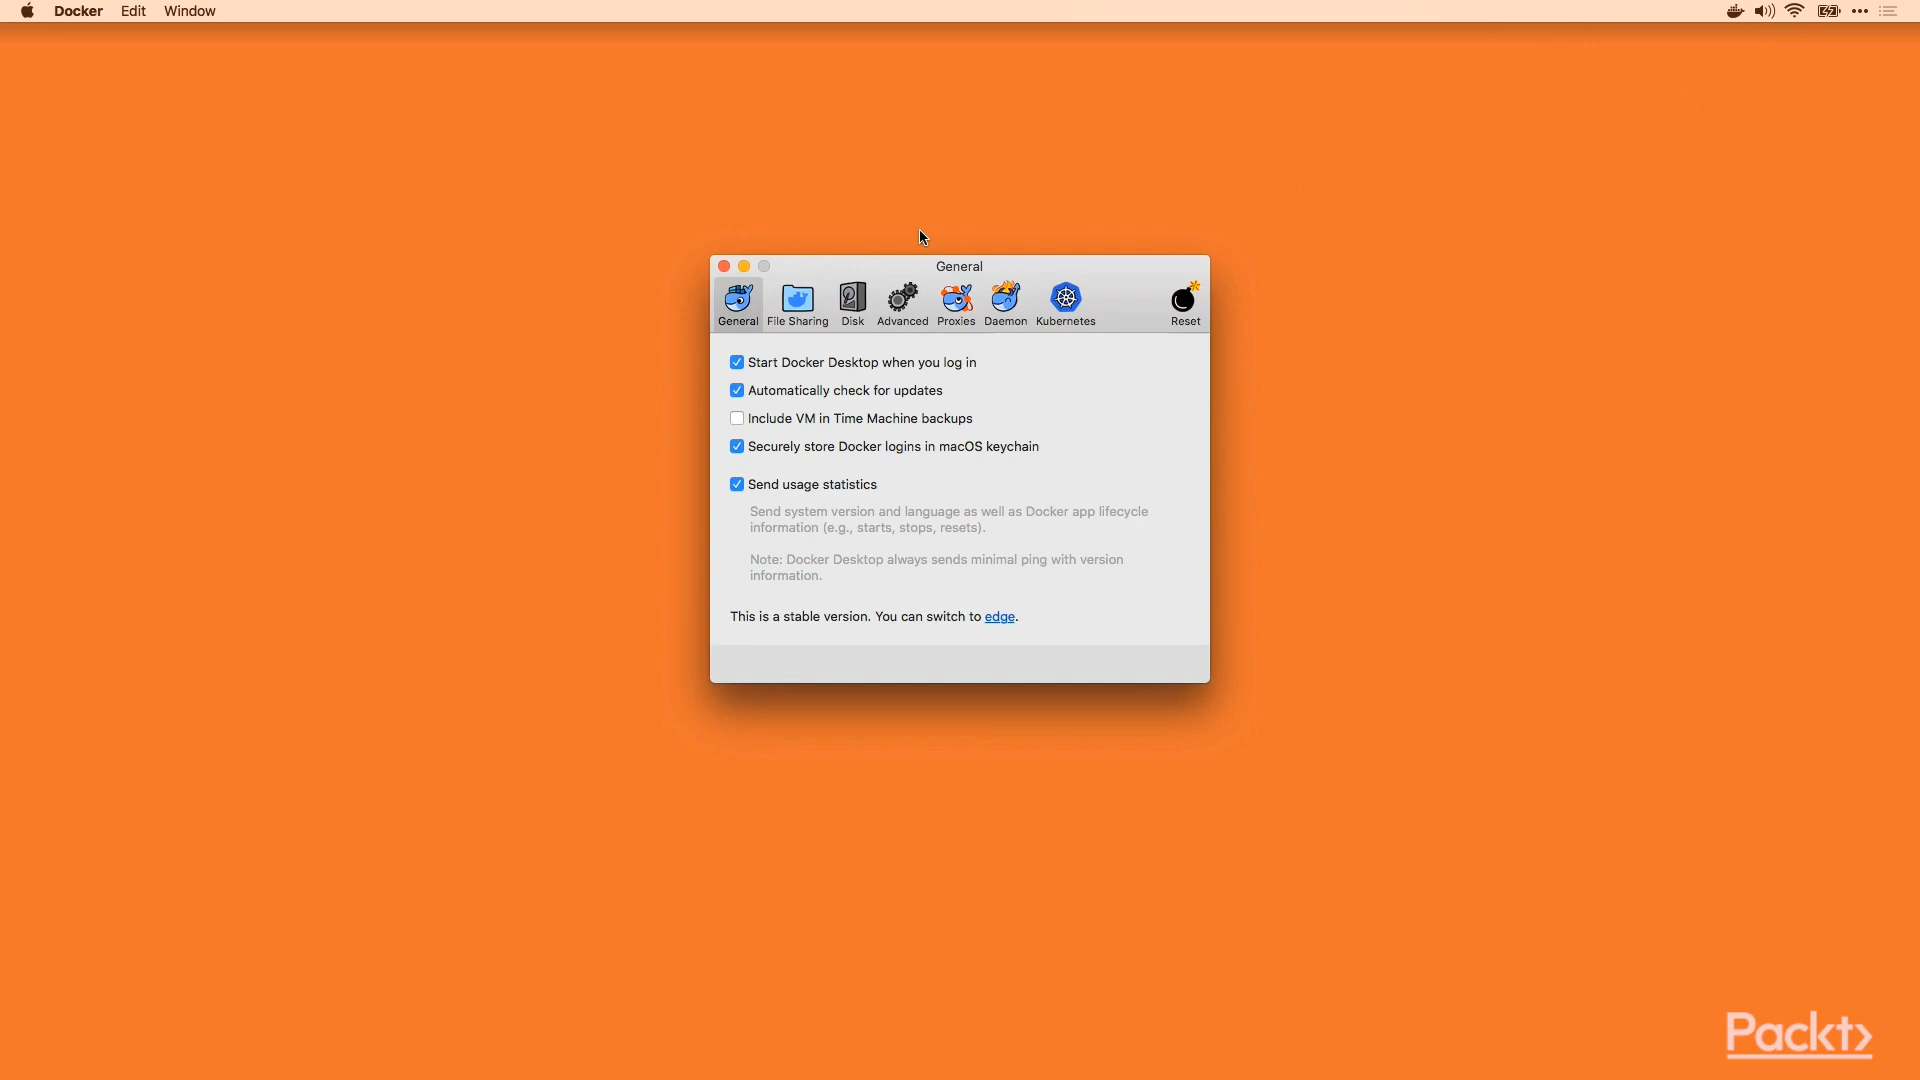 Docker Edit Window
General
General File Sharing Disk Advanced Proxies Daemon Kubernetes Reset
Start Docker Desktop when you log in
Automatically check for updates
Include VM in Time Machine backups
Securely store Docker logins in macOS keychain
Send usage statistics
Send system version and language as well as Docker app lifecycle
information (e.g., starts, stops, resets).
Note: Docker Desktop always sends minimal ping with version
information.
This is a stable version. You can switch to edge.
Packt>